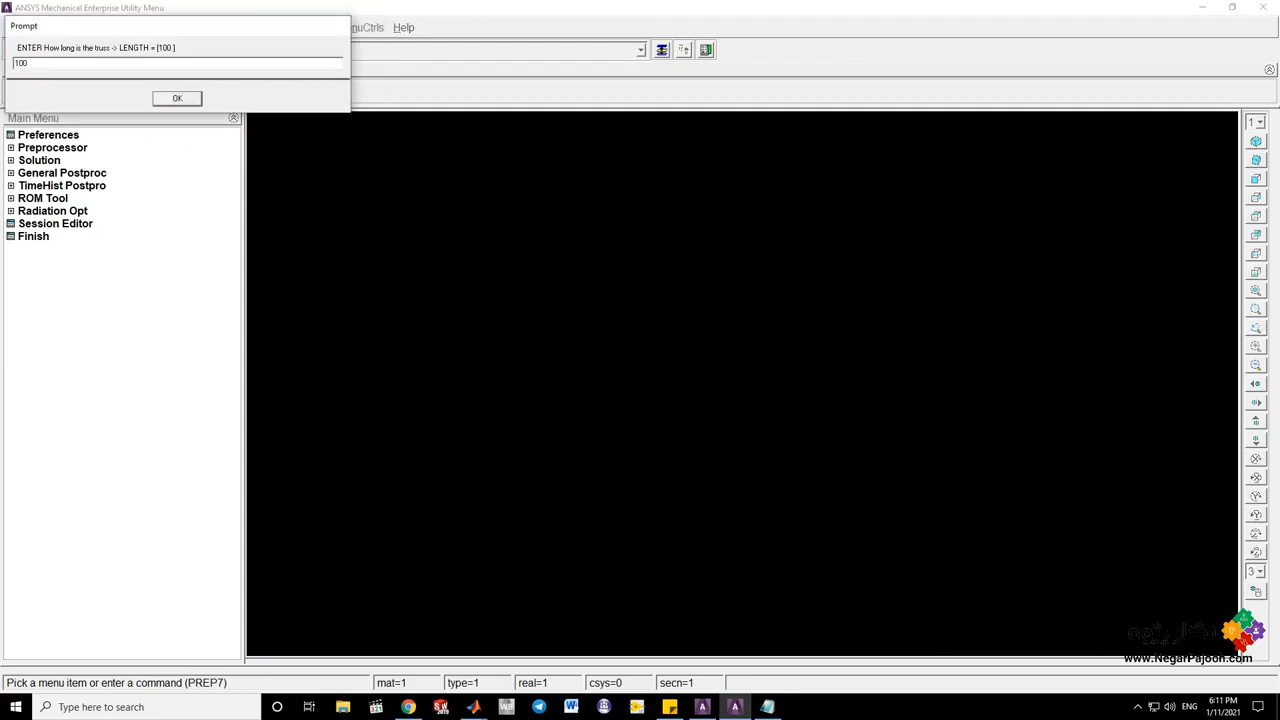 ANSYS Mechanical Enterprise Utility Menu
Prompt
ENTER How long is the truss -> LENGTH = [100 ]
100
OK
nuCtrls Help
Main Menu
Preferences
Preprocessor
Solution
General Postproc
TimeHist Postpro
ROM Tool
Radiation Opt
Session Editor
Finish
1
3
www.NegarPajoon.com
Pick a menu item or enter a command (PREP7)
mat=1
type=1
real=1
csys=0
secn=1
Type here to search
ENG
6:11 PM
1/11/2021